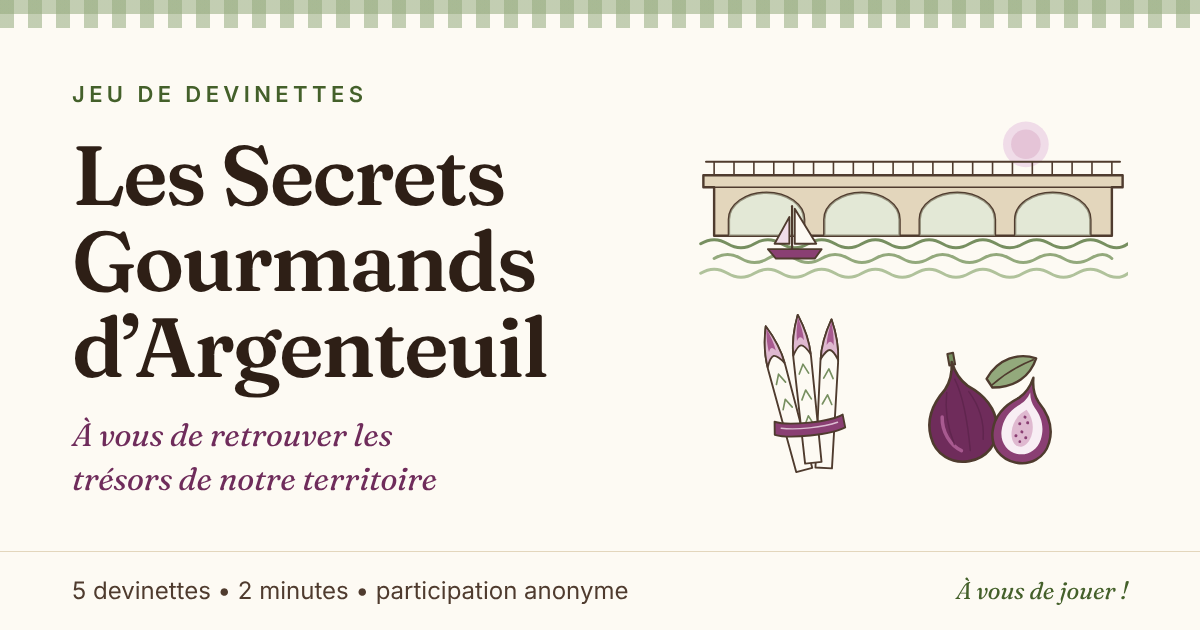 JEU DE DEVINETTES
Les Secrets
Gourmands
d’Argenteuil
À vous de retrouver les
trésors de notre territoire
5 devinettes • 2 minutes • participation anonyme
À vous de jouer !